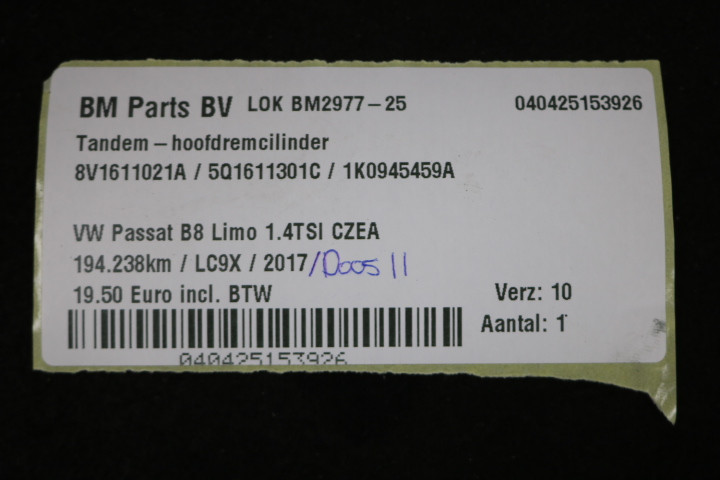 BM Parts BV LOK BM2977-25 040425153926
Tandem-hoofdremcilinder
8V1611021A / 5Q1611301C / 1K0945459A
VW Passat B8 Limo 1.4TSI CZEA
194.238km / LC9X / 2017 /Doos 11
19.50 Euro incl. BTW Verz: 10
Aantal: 1
040425153926